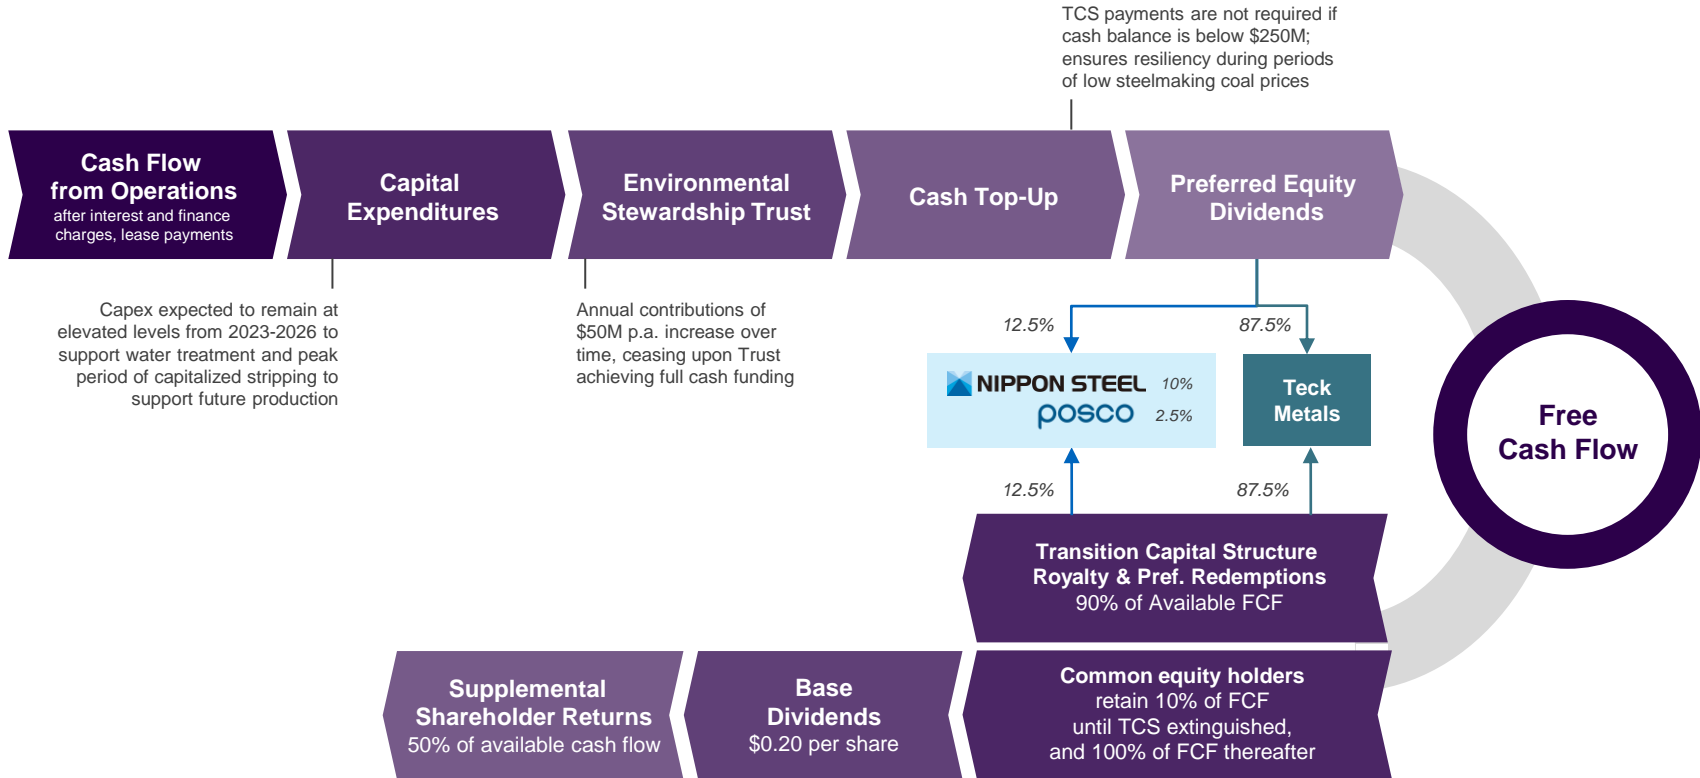 TCS payments are not required if
cash balance is below $250M;
ensures resiliency during periods
of low steelmaking coal prices
Cash Flow
from Operations
after interest and finance
charges, lease payments
Capital
Expenditures
Environmental
Stewardship Trust
Cash Top-Up
Preferred Equity
Dividends
Capex expected to remain at
elevated levels from 2023-2026 to
support water treatment and peak
period of capitalized stripping to
support future production
Annual contributions of
$50M p.a. increase over
time, ceasing upon Trust
achieving full cash funding
12.5%
87.5%
NIPPON STEEL 10%
posco 2.5%
Teck
Metals
Free
Cash Flow
12.5%
87.5%
Transition Capital Structure
Royalty & Pref. Redemptions
90% of Available FCF
Supplemental
Shareholder Returns
50% of available cash flow
Base
Dividends
$0.20 per share
Common equity holders
retain 10% of FCF
until TCS extinguished,
and 100% of FCF thereafter